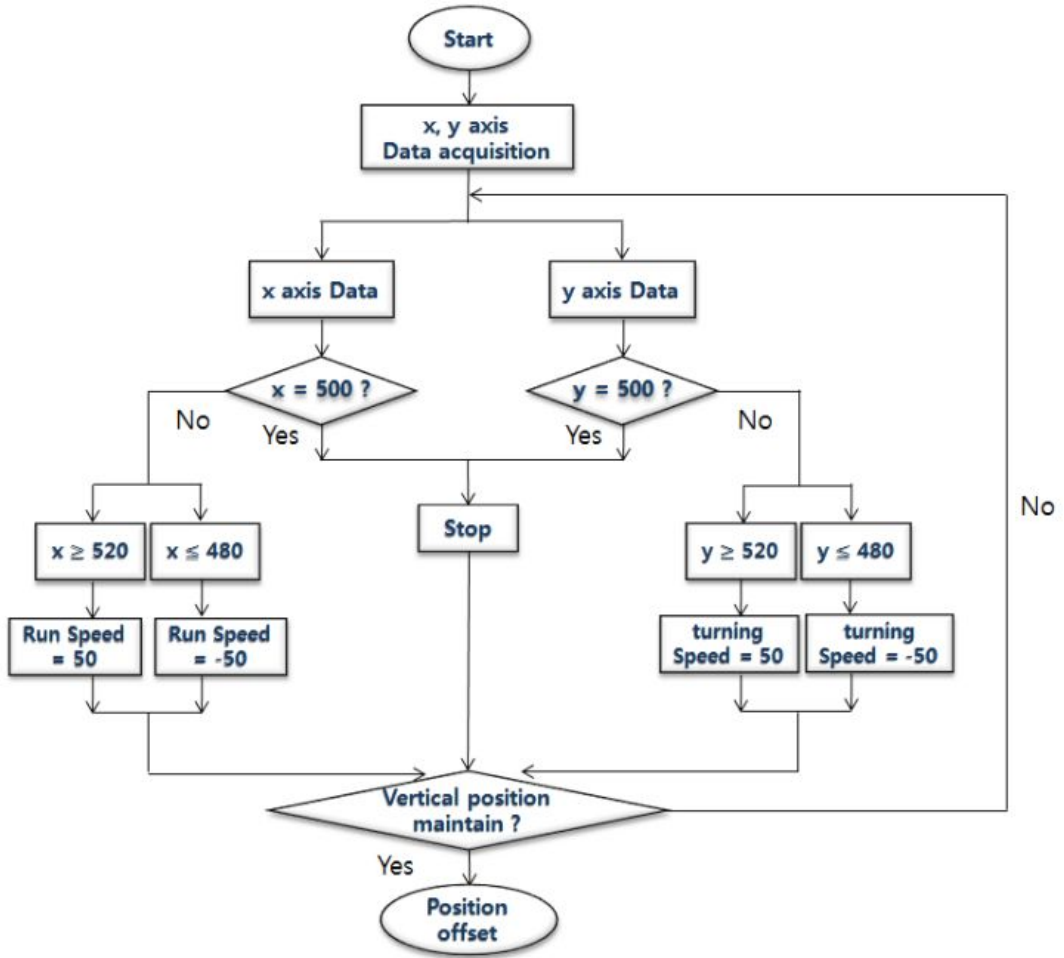 Start
x, y axis
Data acquisition
x axis Data
y axis Data
x = 500 ?
y = 500 ?
No
Yes
Yes
No
Stop
No
x ≥ 520
x ≦ 480
y ≥ 520
y ≤ 480
Run Speed
= 50
Run Speed
= -50
turning
Speed = 50
turning
Speed = -50
Vertical position
maintain ?
Yes
Position
offset